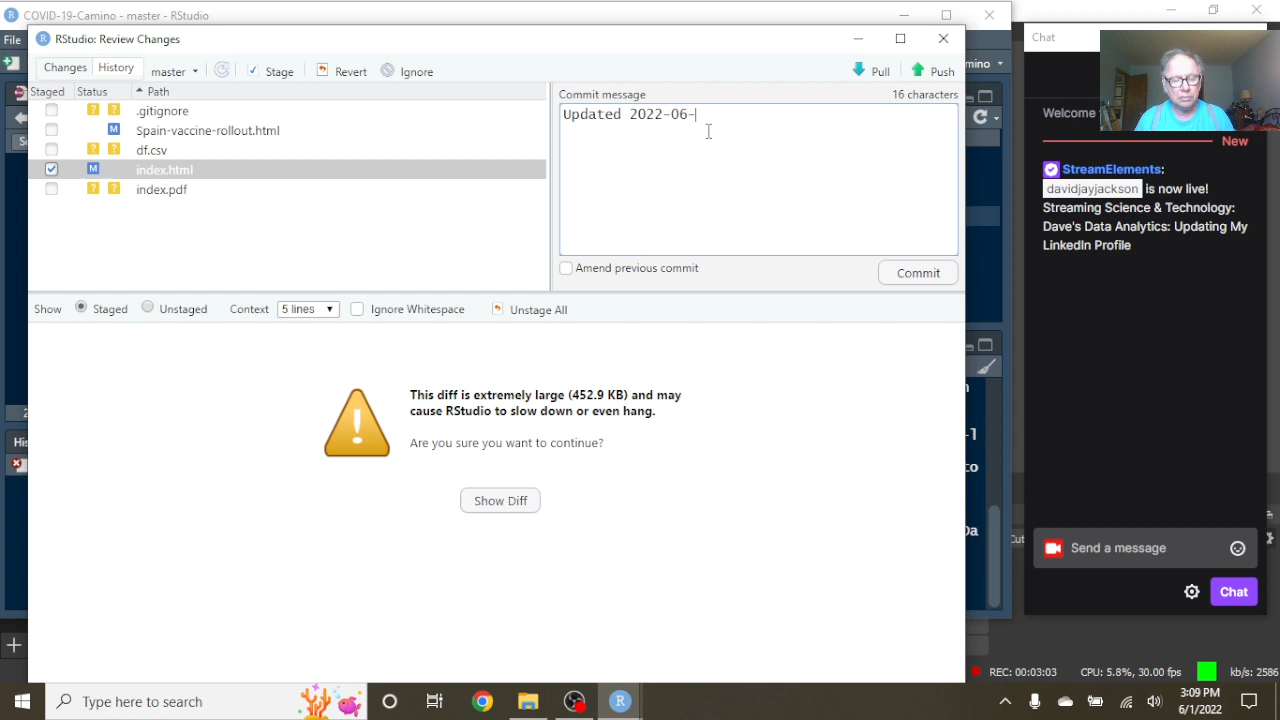 COVID-19-Camino - master - RStudio
File
RStudio: Review Changes
Changes History master Stage Revert Ignore Pull Push
Staged Status Path
.gitignore
Spain-vaccine-rollout.html
df.csv
index.html
index.pdf
Commit message 16 characters
Updated 2022-06-
Amend previous commit
Commit
Show Staged Unstaged Context 5 lines Ignore Whitespace Unstage All
This diff is extremely large (452.9 KB) and may
cause RStudio to slow down or even hang.
Are you sure you want to continue?
Show Diff
mino
Chat
Welcome
New
StreamElements:
davidjayjackson is now live!
Streaming Science & Technology:
Dave's Data Analytics: Updating My
LinkedIn Profile
Send a message
Chat
His
-l
co
Da
Cut
REC: 00:03:03 CPU: 5.8%, 30.00 fps kb/s: 2586
Type here to search
3:09 PM
6/1/2022